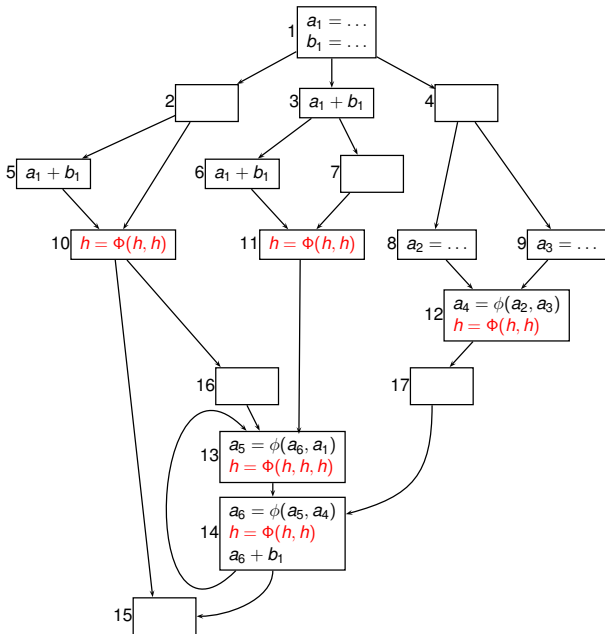 1
a₁ = …
b₁ = …
2
3
a₁ + b₁
4
5
a₁ + b₁
6
a₁ + b₁
7
10
h = Φ(h, h)
11
h = Φ(h, h)
8
a₂ = …
9
a₃ = …
12
a₄ = ϕ(a₂, a₃)
h = Φ(h, h)
16
17
13
a₅ = ϕ(a₆, a₁)
h = Φ(h, h, h)
14
a₆ = ϕ(a₅, a₄)
h = Φ(h, h)
a₆ + b₁
15